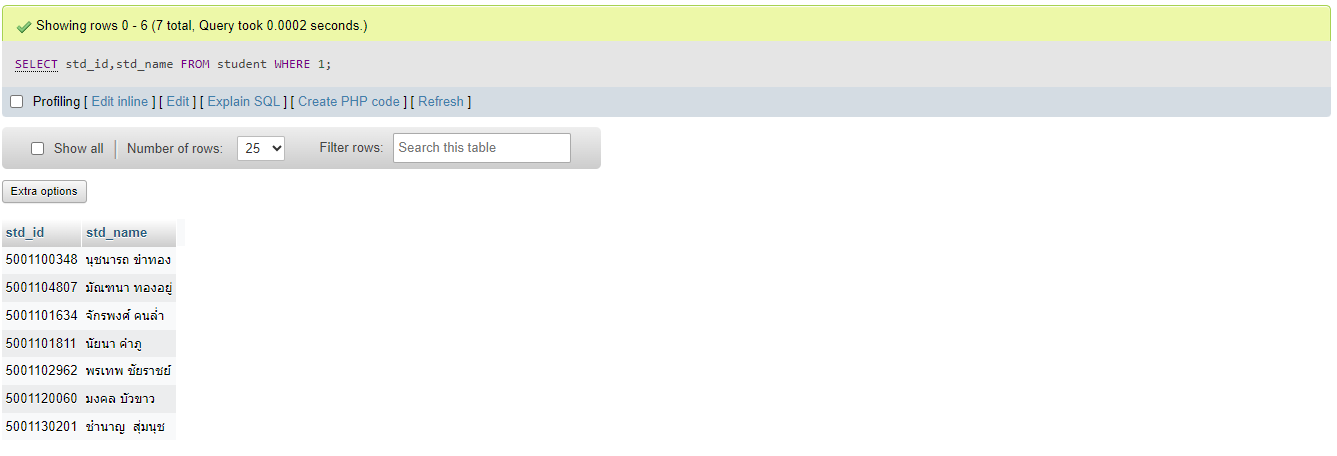 Showing rows 0 - 6 (7 total, Query took 0.0002 seconds.)
SELECT std_id,std_name FROM student WHERE 1;
Profiling [ Edit inline ] [ Edit ] [ Explain SQL ] [ Create PHP code ] [ Refresh ]
Show all | Number of rows: 25 Filter rows: Search this table
Extra options
std_id std_name
5001100348 นุชนารถ ขำทอง
5001104807 มัณฑนา ทองอยู่
5001101634 จักรพงศ์ คนล่ำ
5001101811 นัยนา คำภู
5001102962 พรเทพ ชัยราชย์
5001120060 มงคล บัวขาว
5001130201 ชำนาญ  สุ่มนุช